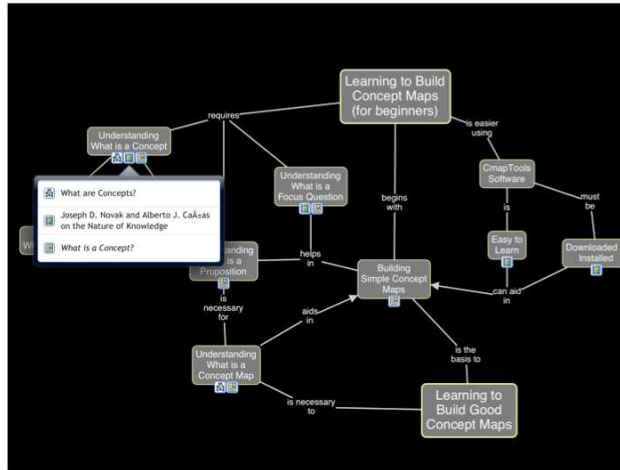 Learning to Build
Concept Maps
(for beginners)
requires
is easier
using
Understanding
What is a Concept
What are Concepts?
Joseph D. Novak and Alberto J. CaÃ±as
on the Nature of Knowledge
What is a Concept?
Understanding
What is a
Focus Question
begins
with
CmapTools
Software
is
must
be
Easy to
Learn
Downloaded
Installed
is a
Proposition
helps
in
Building
Simple Concept
Maps
can aid
in
is
necessary
for
aids
in
Understanding
What is a
Concept Map
is the
basis to
is necessary
to
Learning to
Build Good
Concept Maps